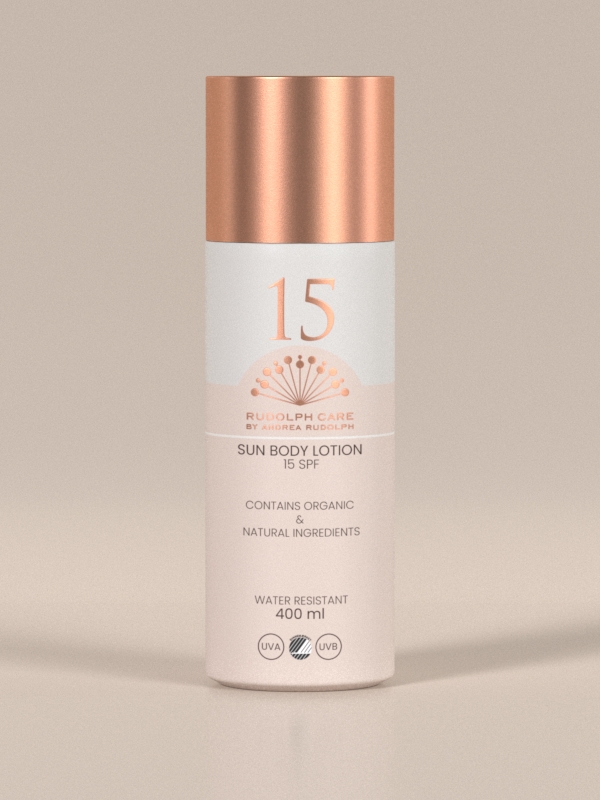 15
RUDOLPH CARE
BY ANDREA RUDOLPH
SUN BODY LOTION
15 SPF
CONTAINS ORGANIC
&
NATURAL INGREDIENTS
WATER RESISTANT
400 ml
UVA UVB